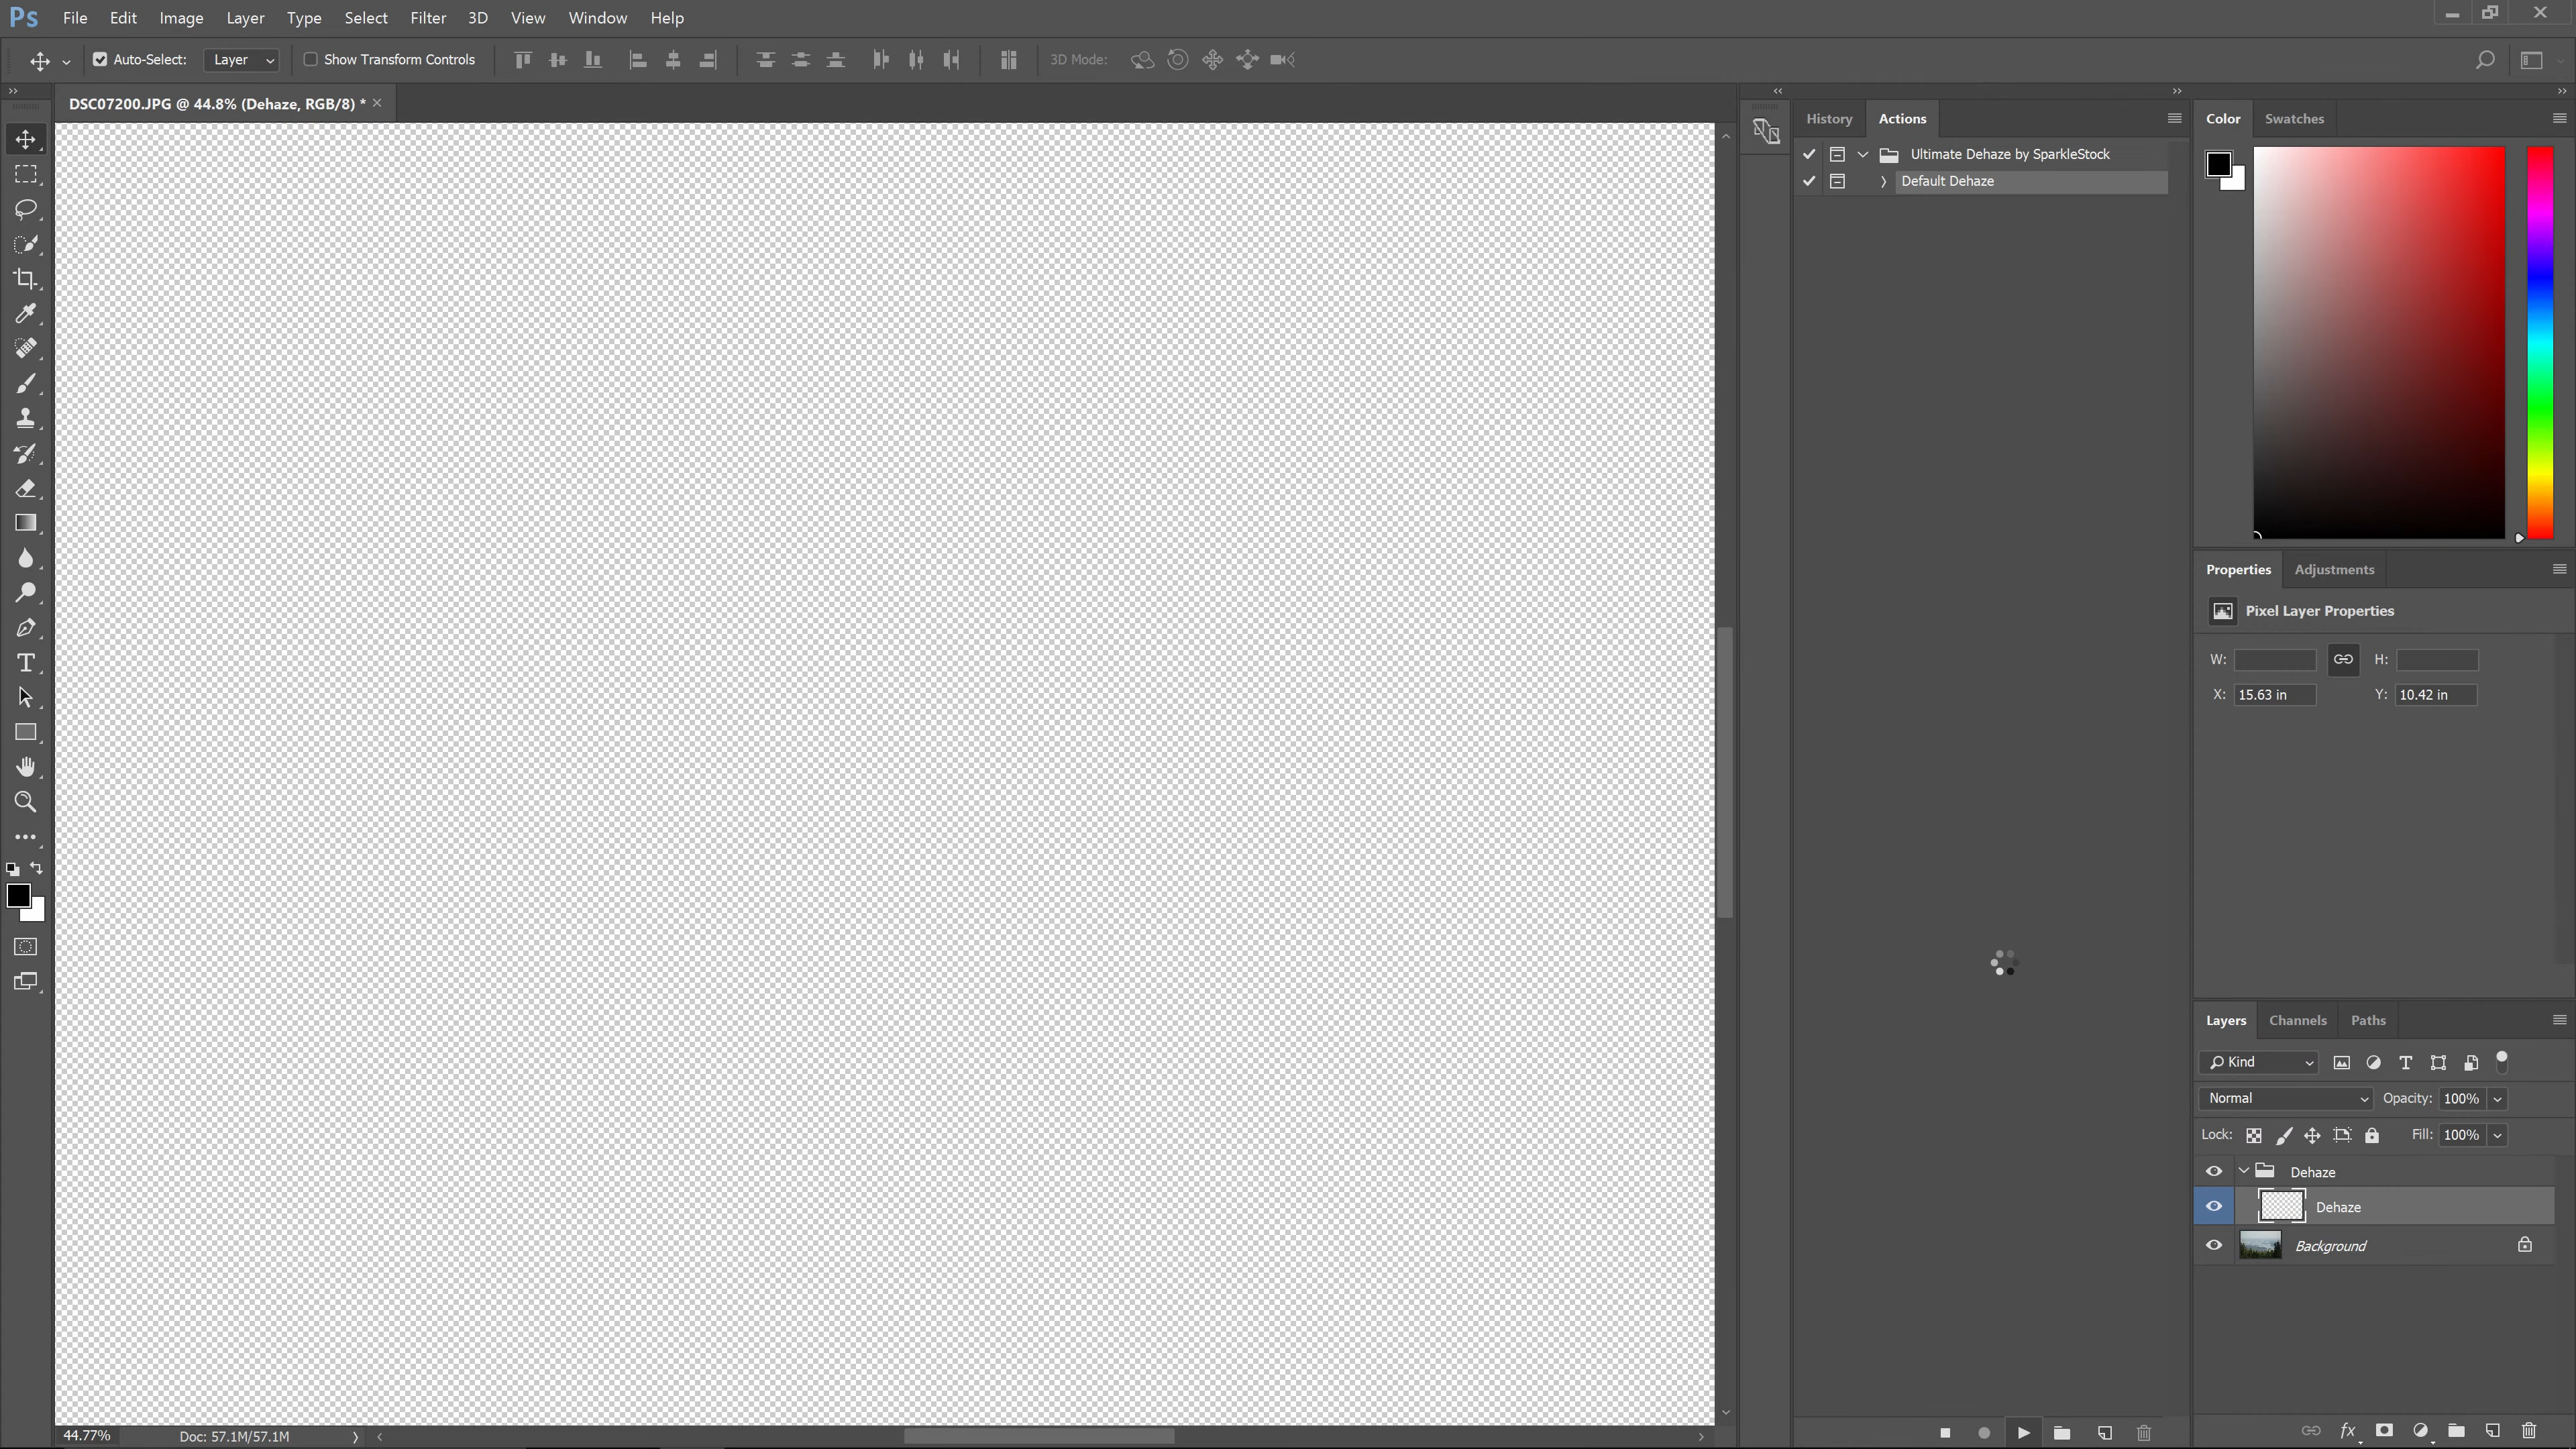 Ps File Edit Image Layer Type Select Filter 3D View Window Help
Auto-Select: Layer Show Transform Controls 3D Mode:
DSC07200.JPG @ 44.8% (Dehaze, RGB/8) *
History Actions
Ultimate Dehaze by SparkleStock
Default Dehaze
Color Swatches
Properties Adjustments
Pixel Layer Properties
W: H:
X: 15.63 in Y: 10.42 in
Layers Channels Paths
Kind
Normal Opacity: 100%
Lock: Fill: 100%
Dehaze
Dehaze
Background
fx
44.77% Doc: 57.1M/57.1M